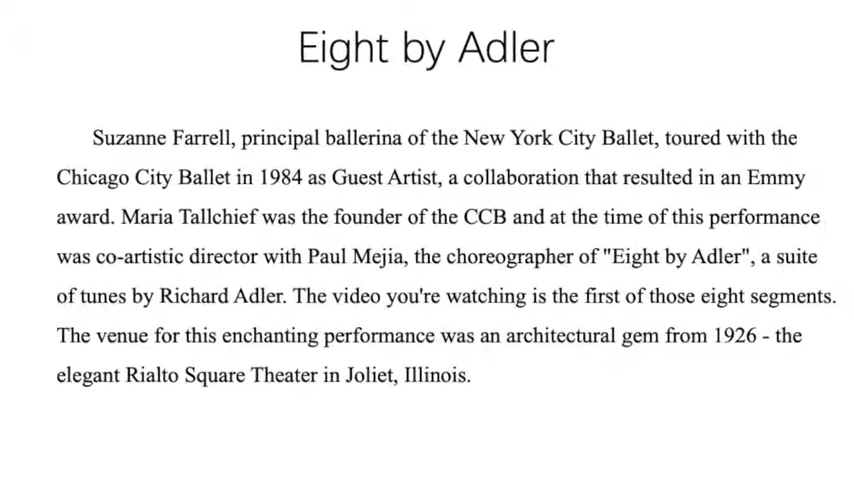 Eight by Adler
Suzanne Farrell, principal ballerina of the New York City Ballet, toured with the
Chicago City Ballet in 1984 as Guest Artist, a collaboration that resulted in an Emmy
award. Maria Tallchief was the founder of the CCB and at the time of this performance
was co-artistic director with Paul Mejia, the choreographer of "Eight by Adler", a suite
of tunes by Richard Adler. The video you're watching is the first of those eight segments.
The venue for this enchanting performance was an architectural gem from 1926 - the
elegant Rialto Square Theater in Joliet, Illinois.